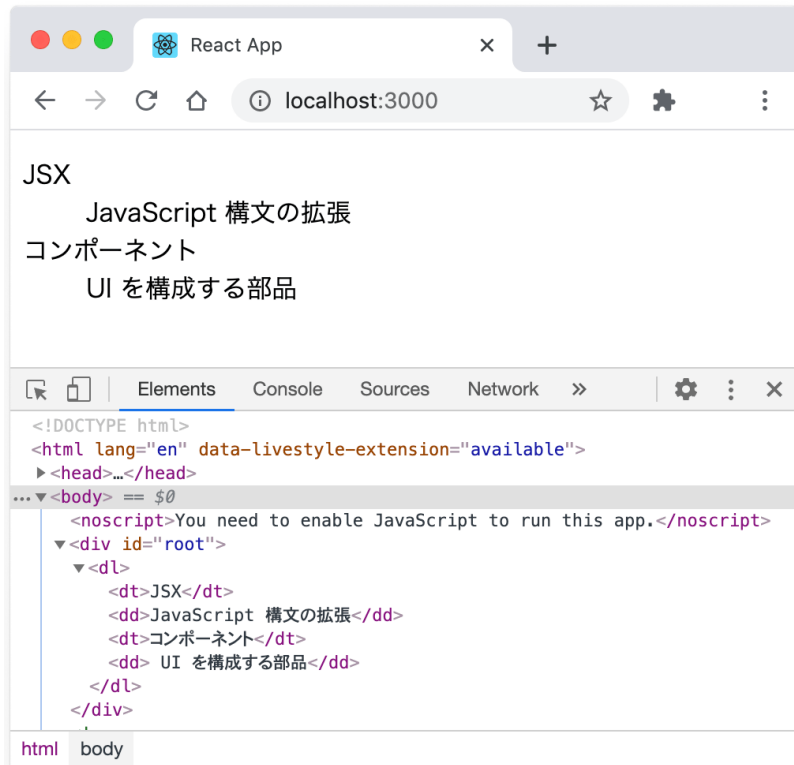 React App
localhost:3000
JSX
JavaScript 構文の拡張
コンポーネント
UI を構成する部品
Elements Console Sources Network
<!DOCTYPE html>
<html lang="en" data-livestyle-extension="available">
<head>…</head>
<body> == $0
<noscript>You need to enable JavaScript to run this app.</noscript>
<div id="root">
<dl>
<dt>JSX</dt>
<dd>JavaScript 構文の拡張</dd>
<dt>コンポーネント</dt>
<dd> UI を構成する部品</dd>
</dl>
</div>
html body